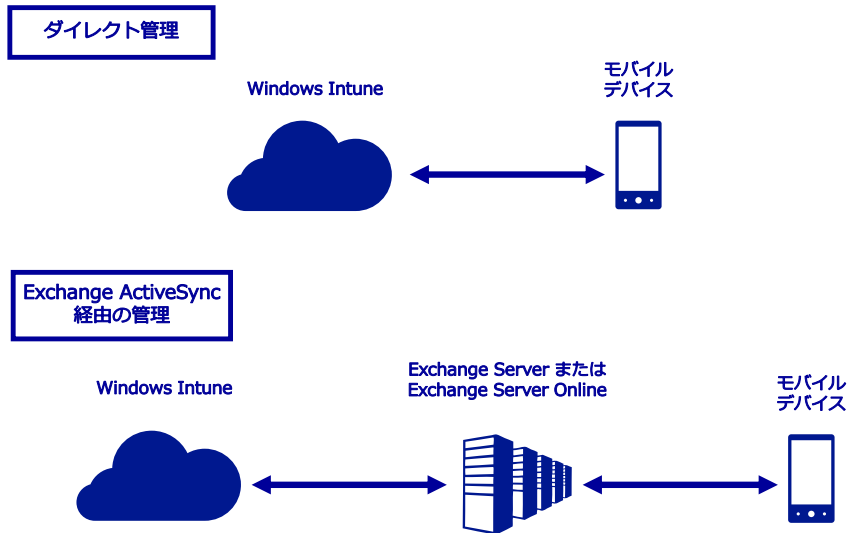 ダイレクト管理
Windows Intune
モバイル
デバイス
Exchange ActiveSync
経由の管理
Windows Intune
Exchange Server または
Exchange Server Online
モバイル
デバイス